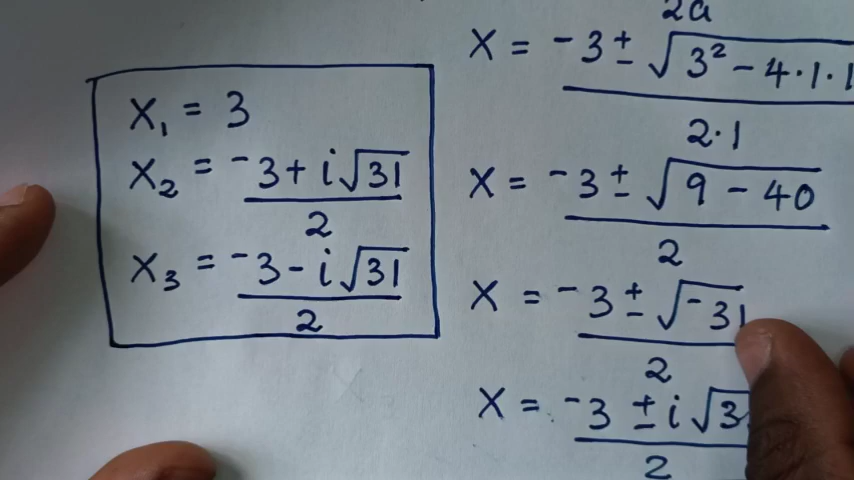 X₁ = 3
X₂ = ⁻3 + i√31 / 2
X₃ = ⁻3 - i√31 / 2
2a
X = ⁻3 ± √3² - 4·1·1 / 2·1
X = ⁻3 ± √9 - 40 / 2
X = ⁻3 ± √⁻31 / 2
X = ⁻3 ± i√3 / 2